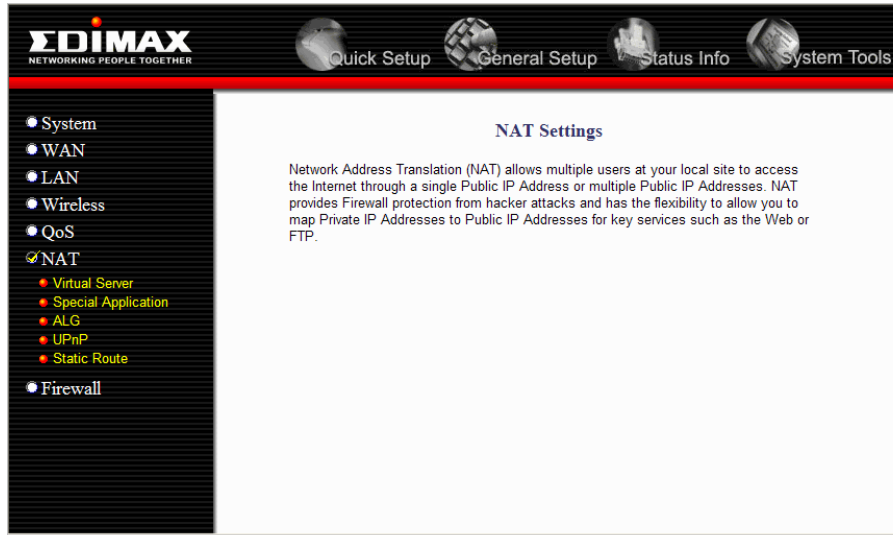 EDIMAX
NETWORKING PEOPLE TOGETHER
Quick Setup
General Setup
Status Info
System Tools
System
WAN
LAN
Wireless
QoS
NAT
Virtual Server
Special Application
ALG
UPnP
Static Route
Firewall
NAT Settings
Network Address Translation (NAT) allows multiple users at your local site to access
the Internet through a single Public IP Address or multiple Public IP Addresses. NAT
provides Firewall protection from hacker attacks and has the flexibility to allow you to
map Private IP Addresses to Public IP Addresses for key services such as the Web or
FTP.